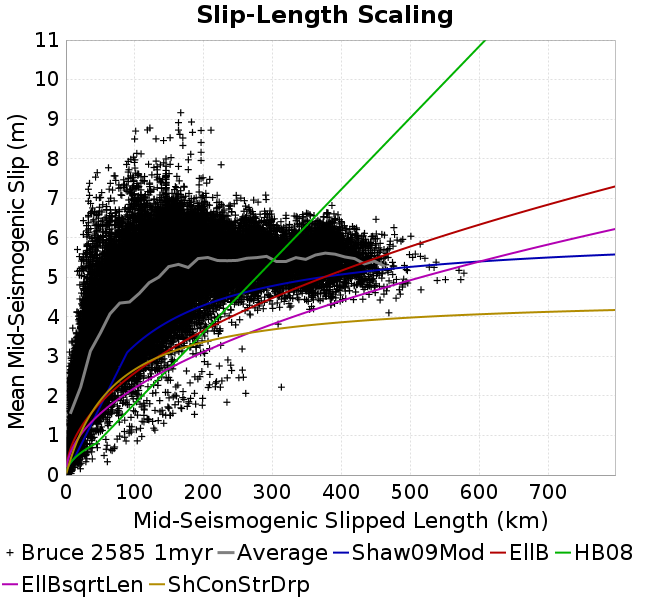 Slip-Length Scaling
Mean Mid-Seismogenic Slip (m)
11
10
9
8
7
6
5
4
3
2
1
0
0 100 200 300 400 500 600 700
Mid-Seismogenic Slipped Length (km)
Bruce 2585 1myr Average Shaw09Mod EllB HB08
EllBsqrtLen ShConStrDrp